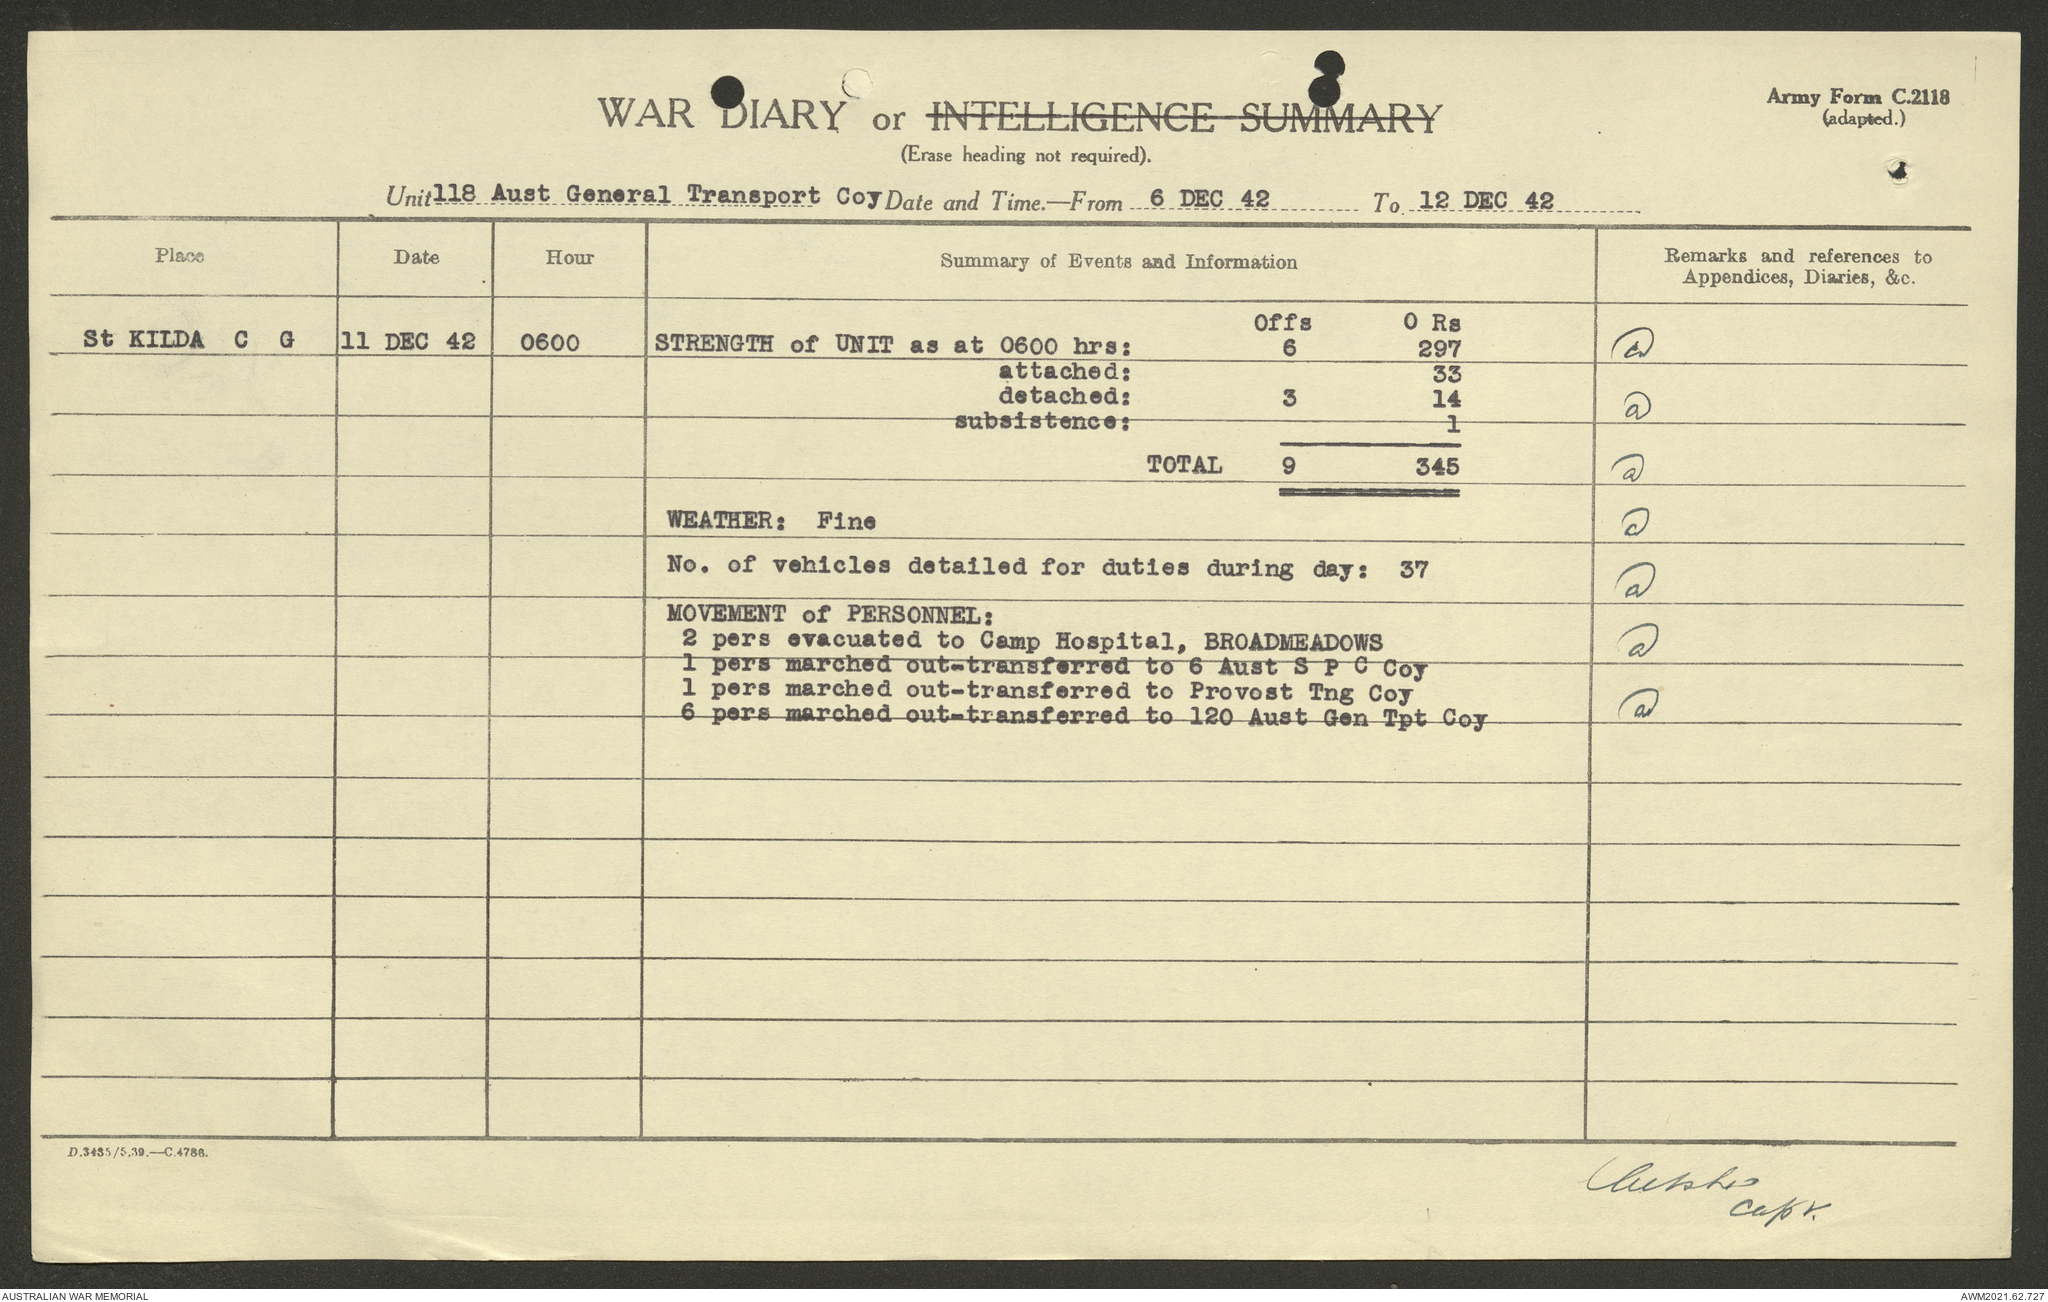 Army Form C.2118
(adapted.)
WAR DIARY or INTELLIGENCE SUMMARY
(Erase heading not required).
Unit 118 Aust General Transport Coy Date and Time.—From 6 DEC 42 To 12 DEC 42
Place Date Hour Summary of Events and Information Remarks and references to
Appendices, Diaries, &c.
Offs O Rs
St KILDA C G 11 DEC 42 0600 STRENGTH of UNIT as at 0600 hrs: 6 297
attached: 33
detached: 3 14
subsistence: 1
TOTAL 9 345
WEATHER: Fine
No. of vehicles detailed for duties during day: 37
MOVEMENT of PERSONNEL:
2 pers evacuated to Camp Hospital, BROADMEADOWS
1 pers marched out-transferred to 6 Aust S P C Coy
1 pers marched out-transferred to Provost Tng Coy
6 pers marched out-transferred to 120 Aust Gen Tpt Coy
D.3435/5.39.—C.4786.
Capt.
AUSTRALIAN WAR MEMORIAL
AWM2021.62.727